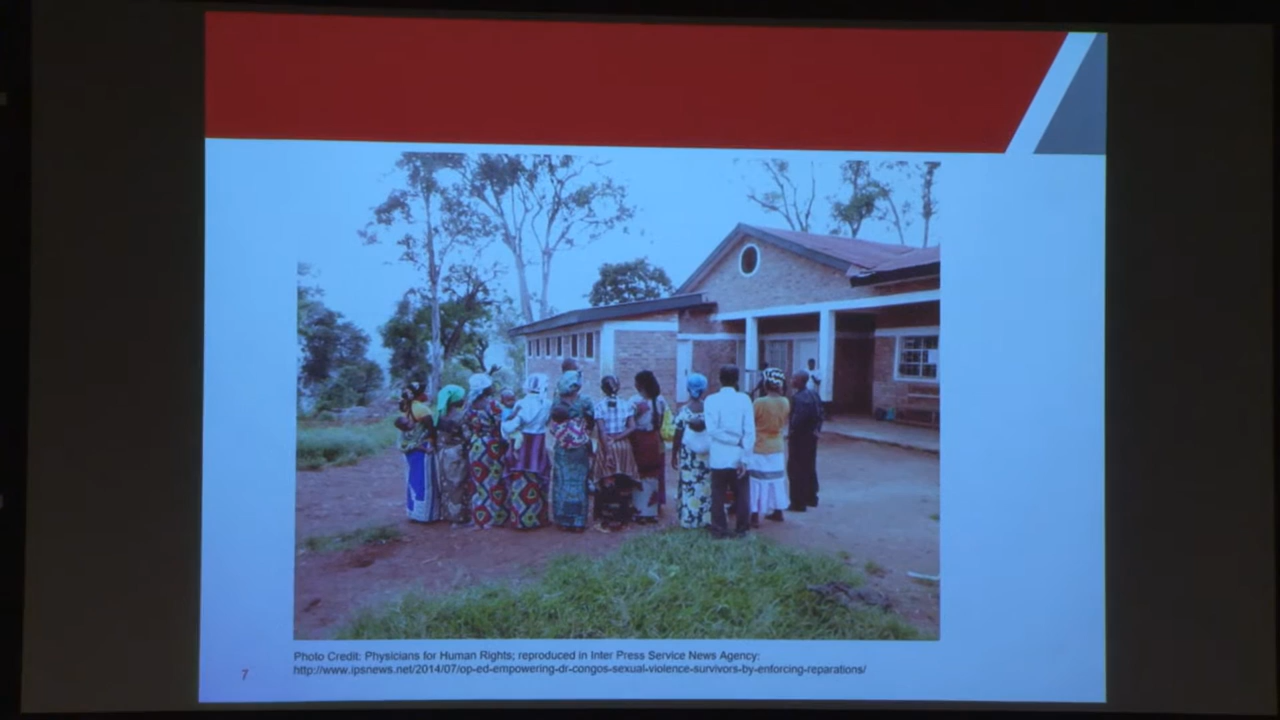 Photo Credit: Physicians for Human Rights; reproduced in Inter Press Service News Agency:
http://www.ipsnews.net/2014/07/op-ed-empowering-dr-congos-sexual-violence-survivors-by-enforcing-reparations/
7